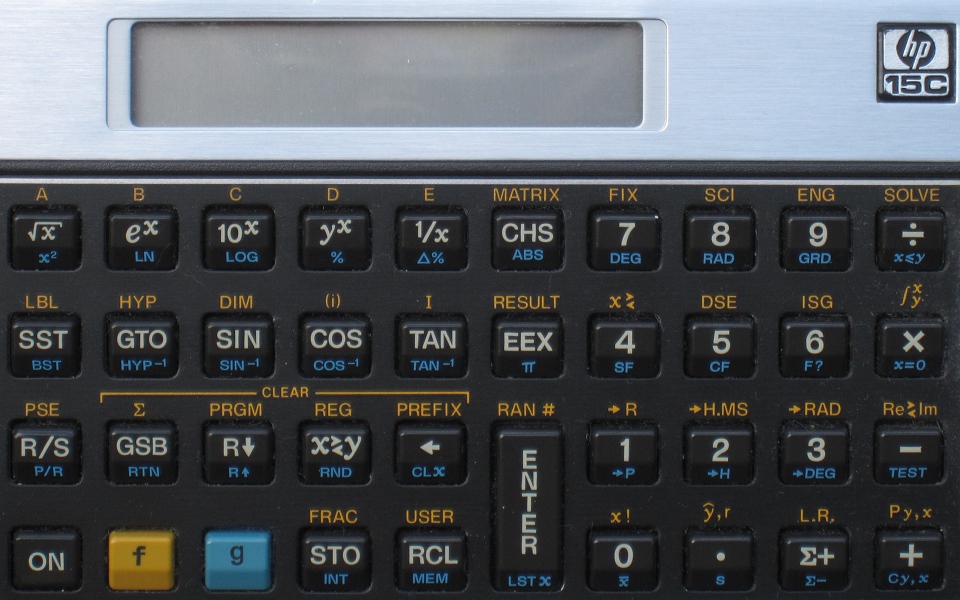 hp
15C
A B C D E MATRIX FIX SCI ENG SOLVE
√x eˣ 10ˣ yˣ 1/x CHS 7 8 9 ÷
x² LN LOG % Δ% ABS DEG RAD GRD x≤y
LBL HYP DIM (i) I RESULT x≷ DSE ISG ∫xy
SST GTO SIN COS TAN EEX 4 5 6 ×
BST HYP⁻¹ SIN⁻¹ COS⁻¹ TAN⁻¹ π SF CF F? x=0
CLEAR
PSE Σ PRGM REG PREFIX RAN # →R →H.MS →RAD Re≷Im
R/S GSB R↓ x≷y ← ENTER 1 2 3 −
P/R RTN R↑ RND CLx →P →H →DEG TEST
FRAC USER x! ŷ,r L.R. Py,x
ON f g STO RCL 0 · Σ+ +
INT MEM LSTx x̅ s Σ− Cy,x